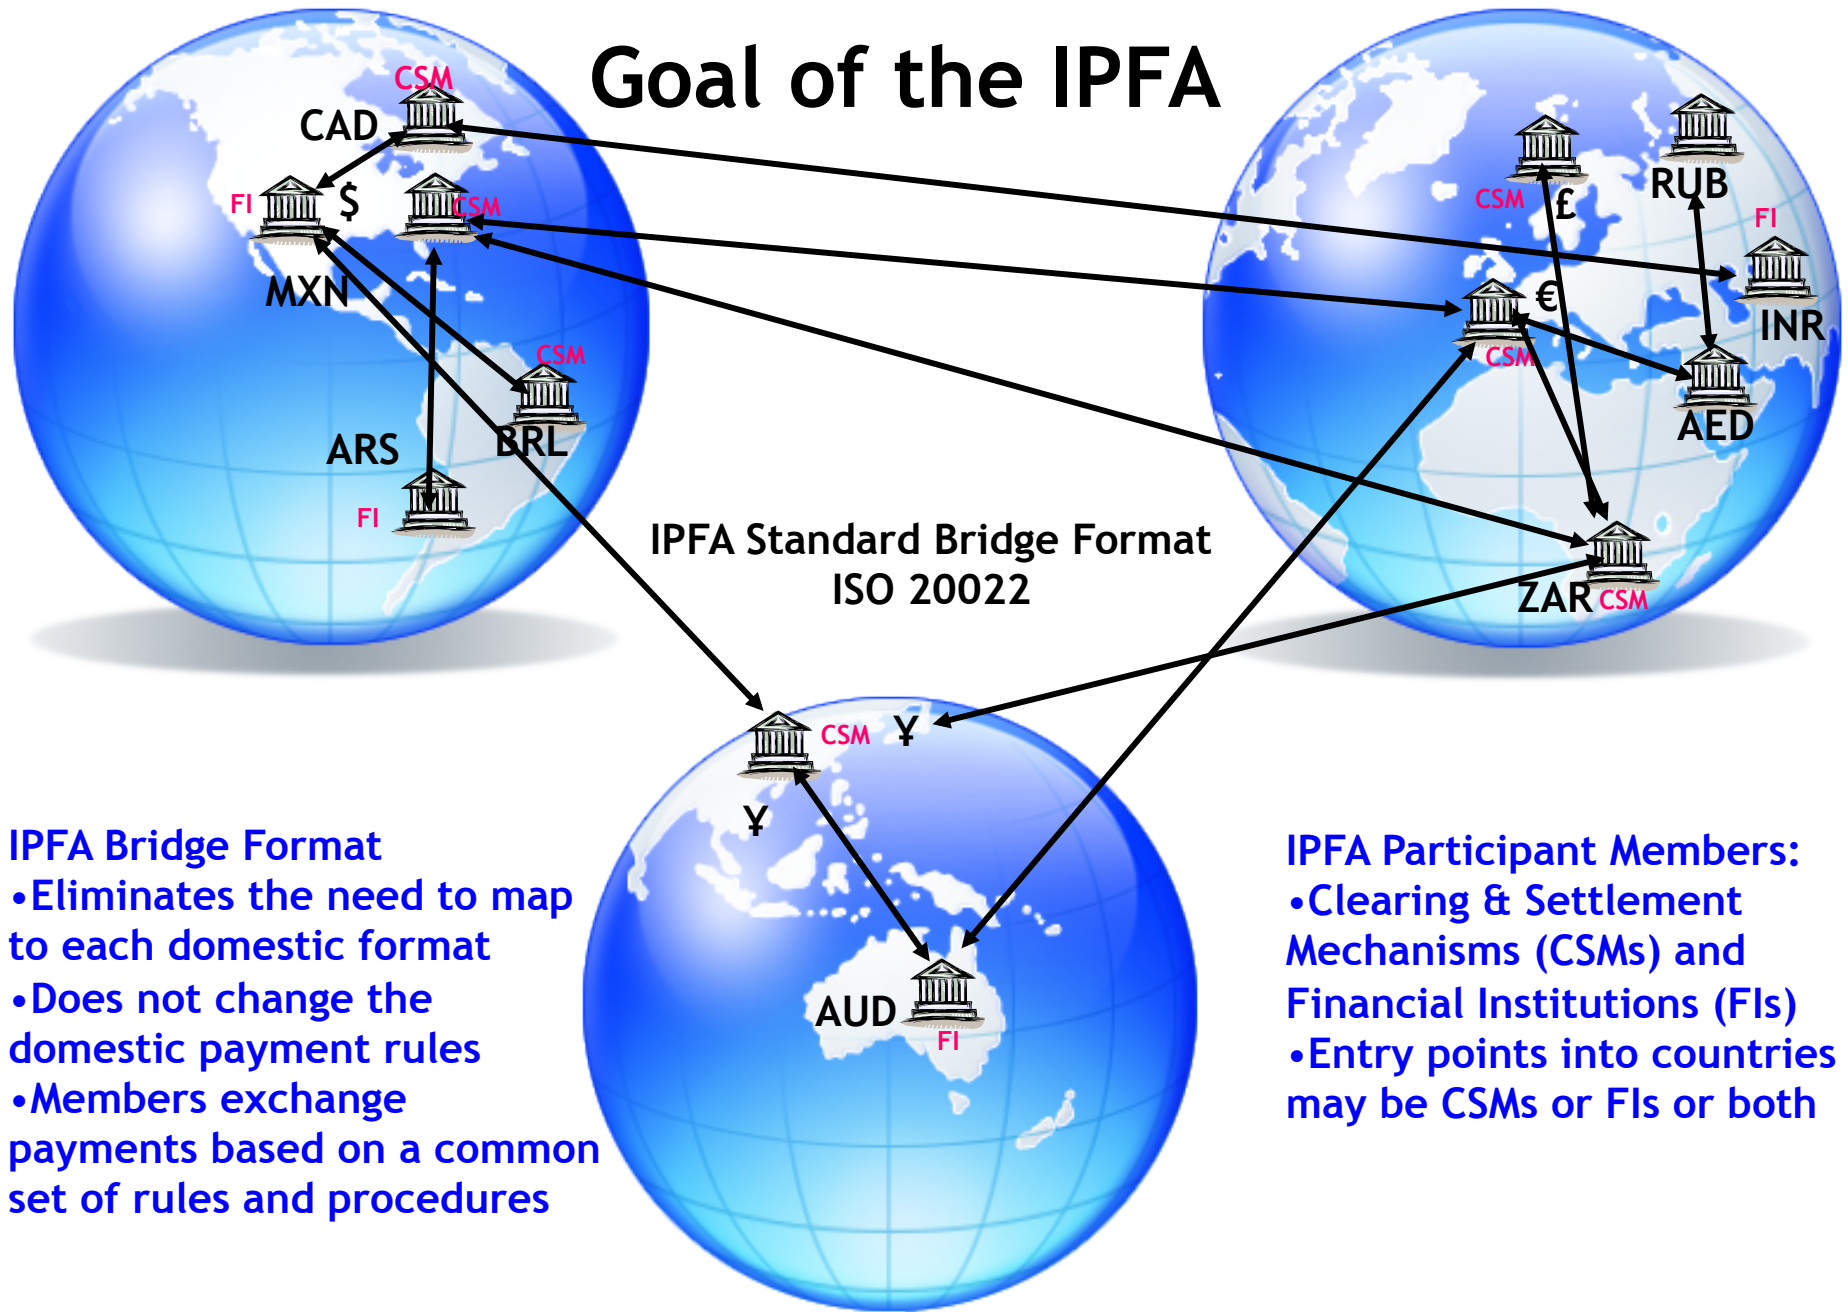 Goal of the IPFA
CSM
CAD
FI
$
CSM
MXN
CSM
BRL
ARS
FI
CSM
£
RUB
FI
€
INR
CSM
AED
ZAR
CSM
IPFA Standard Bridge Format
ISO 20022
CSM
¥
¥
AUD
FI
IPFA Bridge Format
•Eliminates the need to map
to each domestic format
•Does not change the
domestic payment rules
•Members exchange
payments based on a common
set of rules and procedures
IPFA Participant Members:
•Clearing & Settlement
Mechanisms (CSMs) and
Financial Institutions (FIs)
•Entry points into countries
may be CSMs or FIs or both